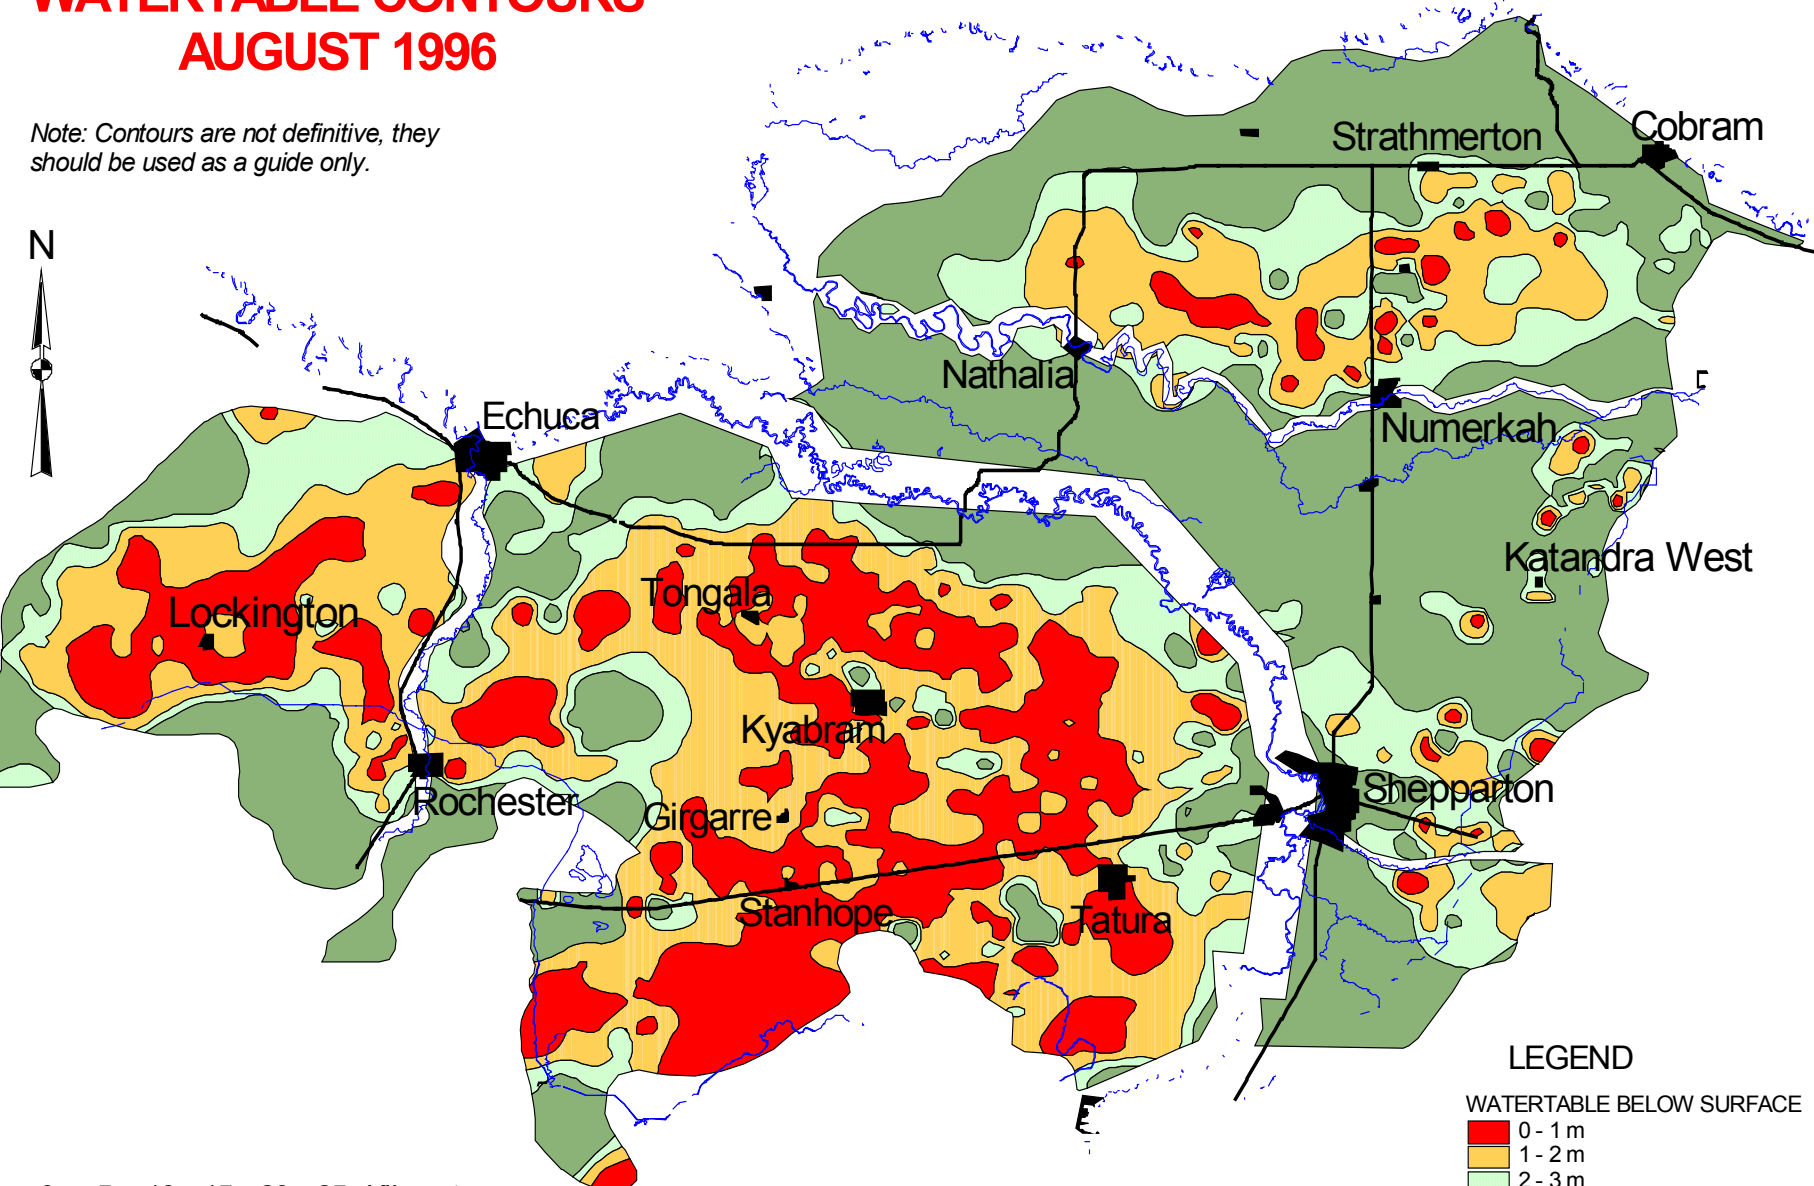 WATERTABLE CONTOURS
AUGUST 1996
Note: Contours are not definitive, they
should be used as a guide only.
N
Strathmerton
Cobram
Nathalia
Echuca
Numerkah
Katandra West
Tongala
Lockington
Kyabram
Rochester
Girgarre
Shepparton
Stanhope
Tatura
LEGEND
WATERTABLE BELOW SURFACE
0 - 1 m
1 - 2 m
2 - 3 m